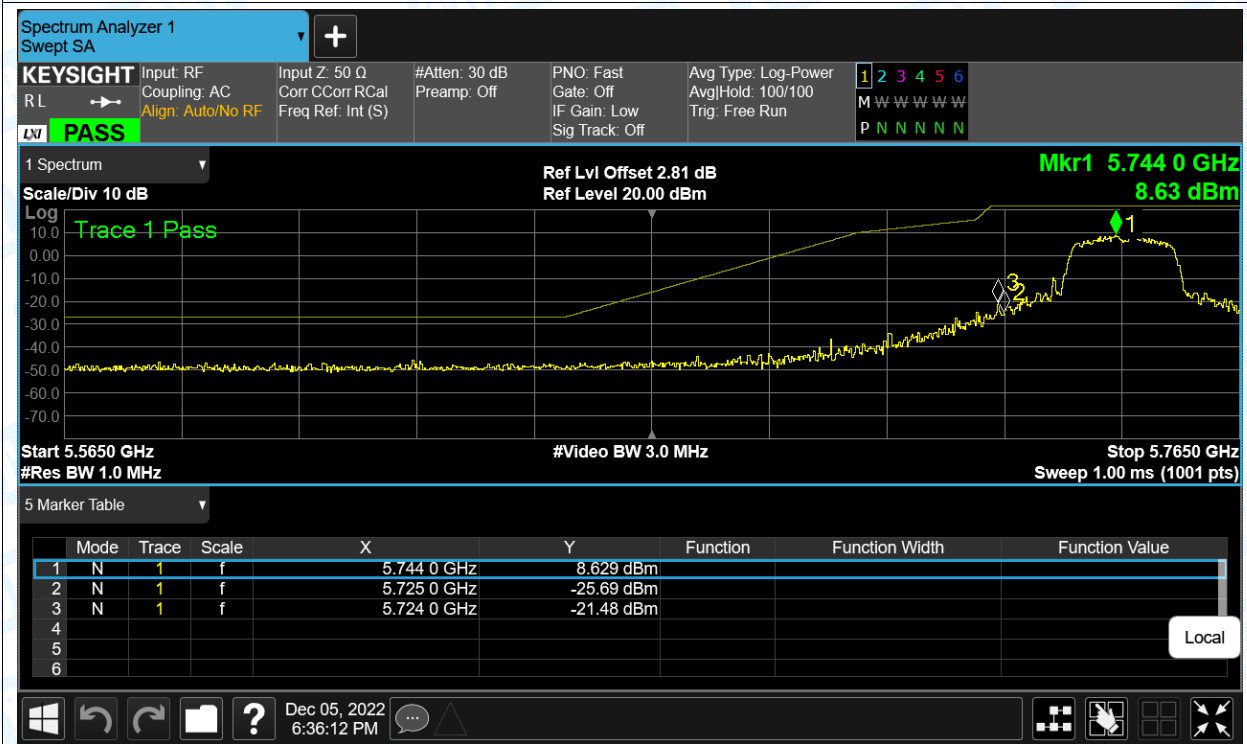 Spectrum Analyzer 1
Swept SA
+
KEYSIGHT Input: RF Input Z: 50 Ω #Atten: 30 dB PNO: Fast Avg Type: Log-Power 1 2 3 4 5 6
R L Coupling: AC Corr CCorr RCal Preamp: Off Gate: Off Avg|Hold: 100/100 M W W W W W
Align: Auto/No RF Freq Ref: Int (S) IF Gain: Low Trig: Free Run
LXI PASS Sig Track: Off P N N N N N
1 Spectrum Ref Lvl Offset 2.81 dB Mkr1 5.744 0 GHz
Scale/Div 10 dB Ref Level 20.00 dBm 8.63 dBm
Log
Trace 1 Pass
10.0
0.00
-10.0
-20.0
-30.0
-40.0
-50.0
-60.0
-70.0
1
3
2
Start 5.5650 GHz #Video BW 3.0 MHz Stop 5.7650 GHz
#Res BW 1.0 MHz Sweep 1.00 ms (1001 pts)
5 Marker Table
Mode Trace Scale X Y Function Function Width Function Value
1 N 1 f 5.744 0 GHz 8.629 dBm
2 N 1 f 5.725 0 GHz -25.69 dBm
3 N 1 f 5.724 0 GHz -21.48 dBm
4
5
6
Local
? Dec 05, 2022
6:36:12 PM